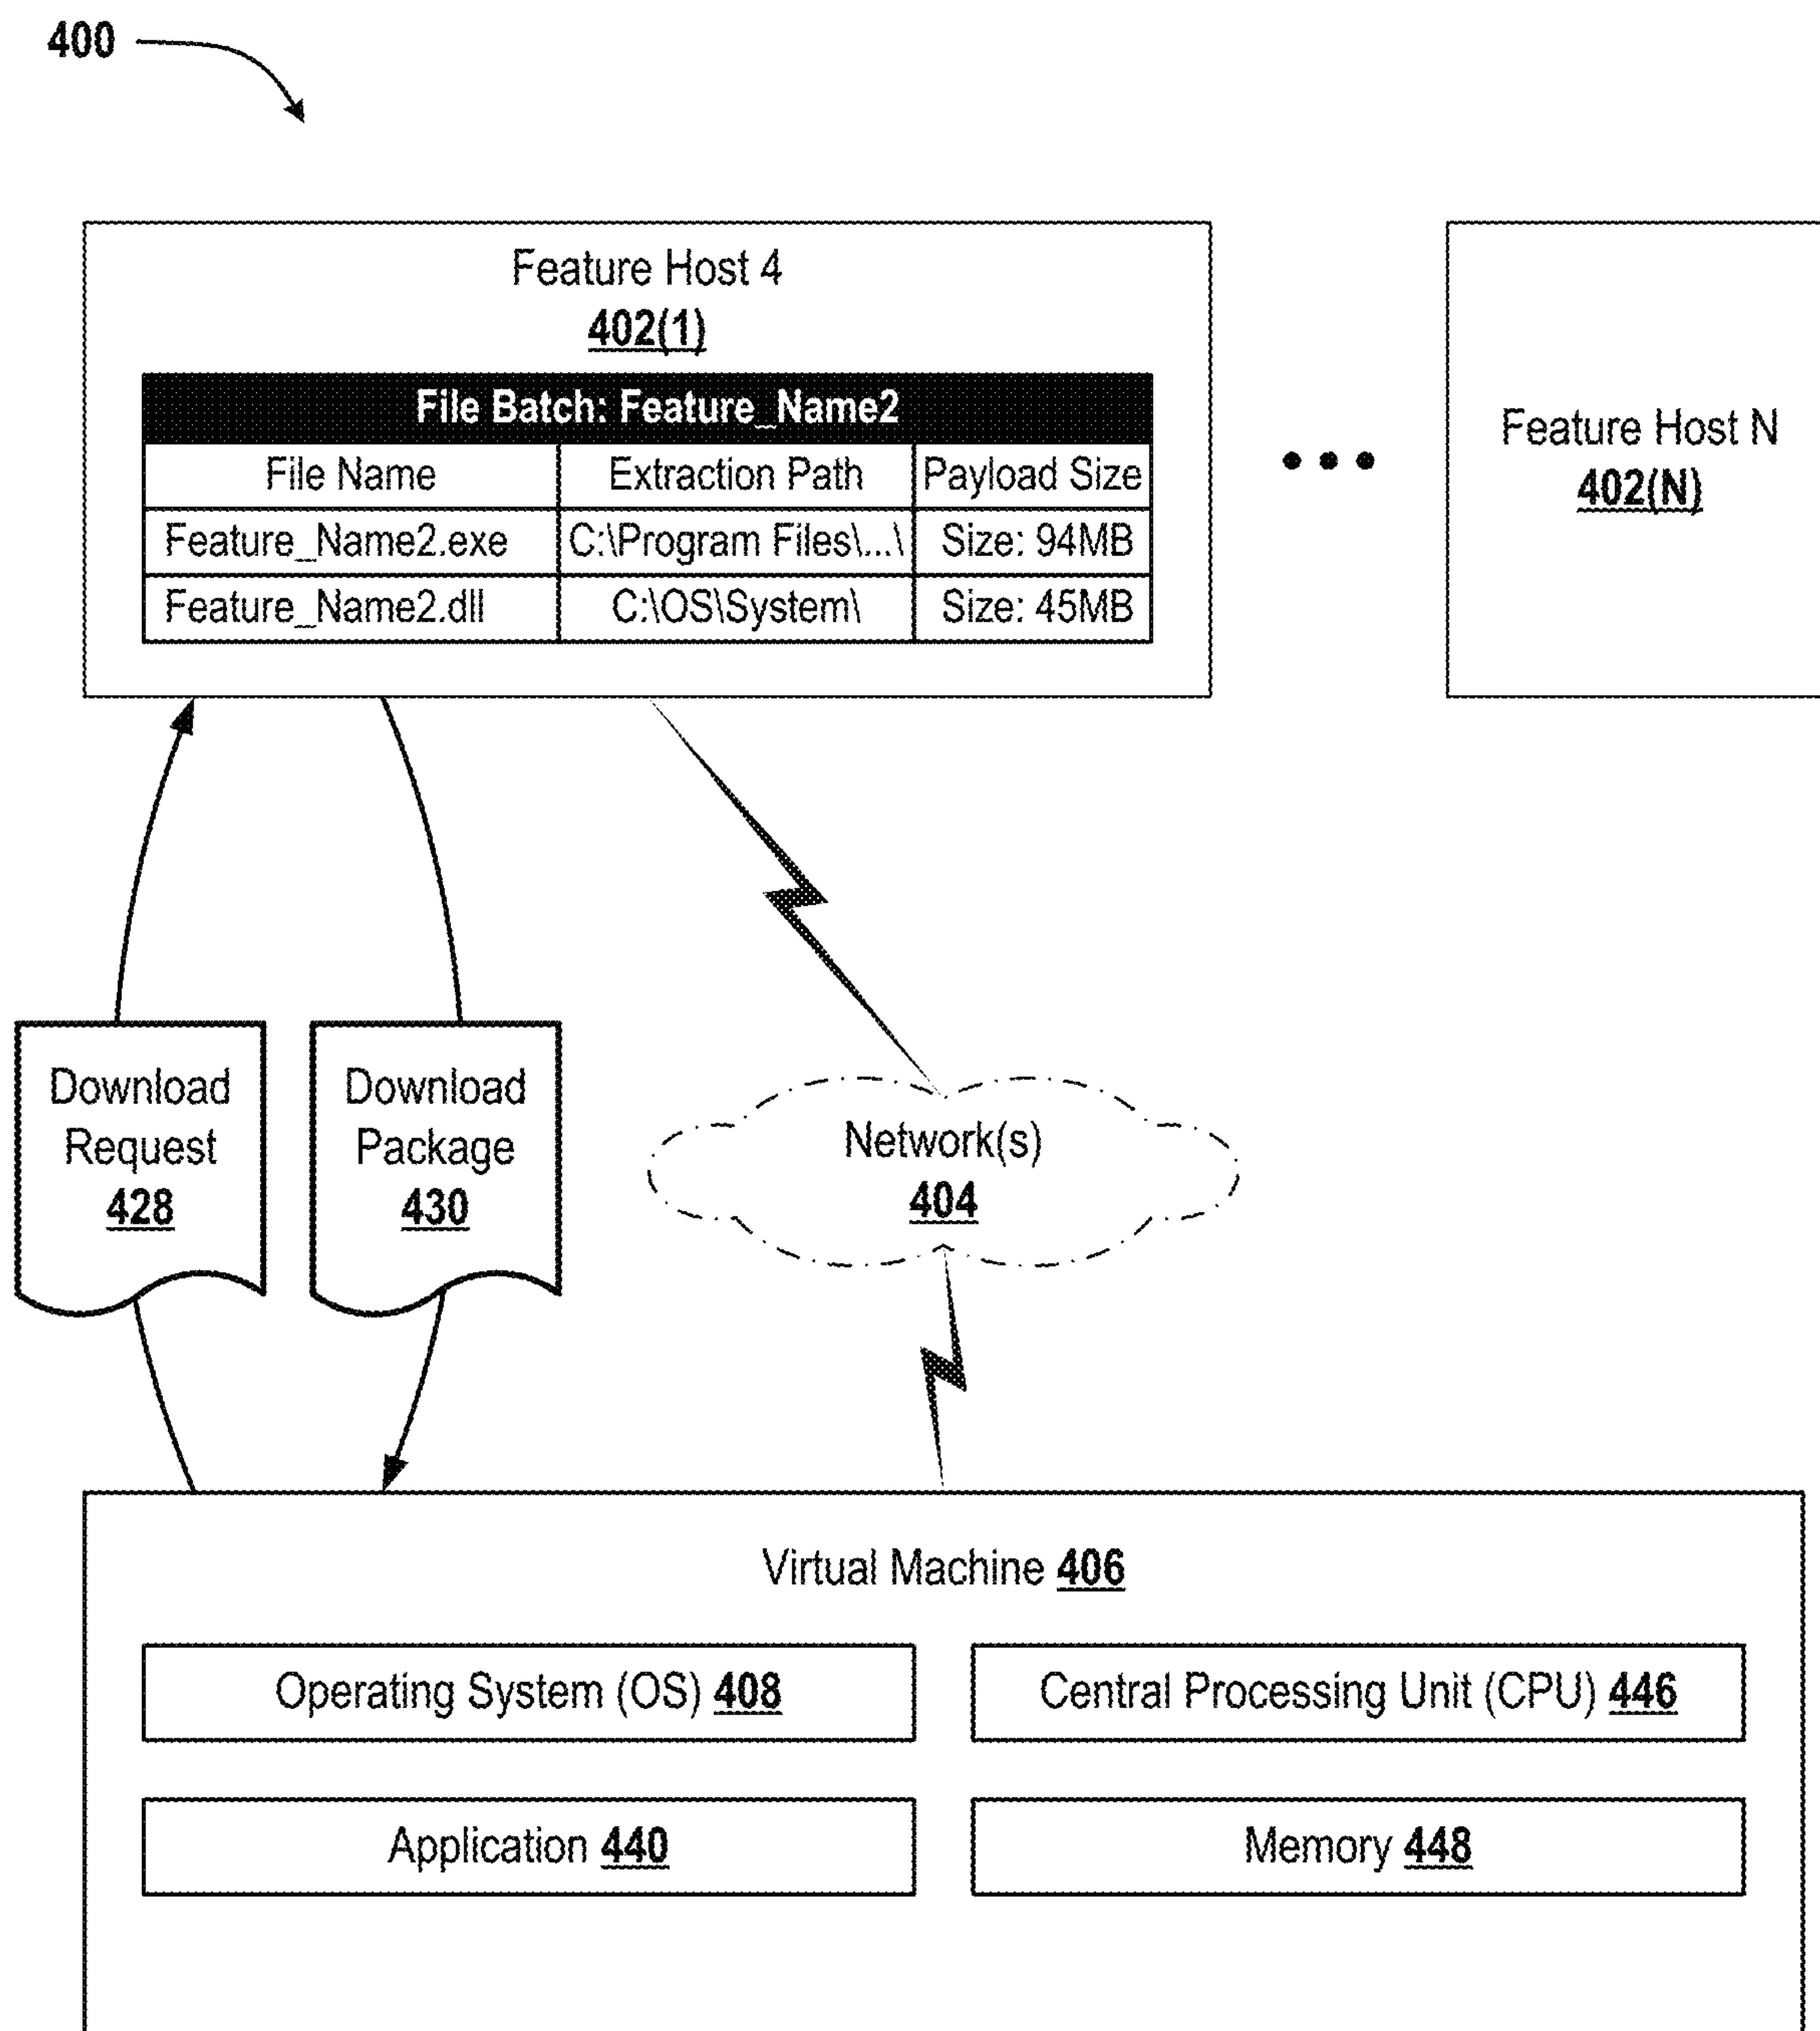 400
Feature Host 4
402(1)
File Batch: Feature_Name2
File Name Extraction Path Payload Size
Feature_Name2.exe C:\Program Files\...\ Size: 94MB
Feature_Name2.dll C:\OS\System\ Size: 45MB
Feature Host N
402(N)
Download
Request
428
Download
Package
430
Network(s)
404
Virtual Machine 406
Operating System (OS) 408
Central Processing Unit (CPU) 446
Application 440
Memory 448